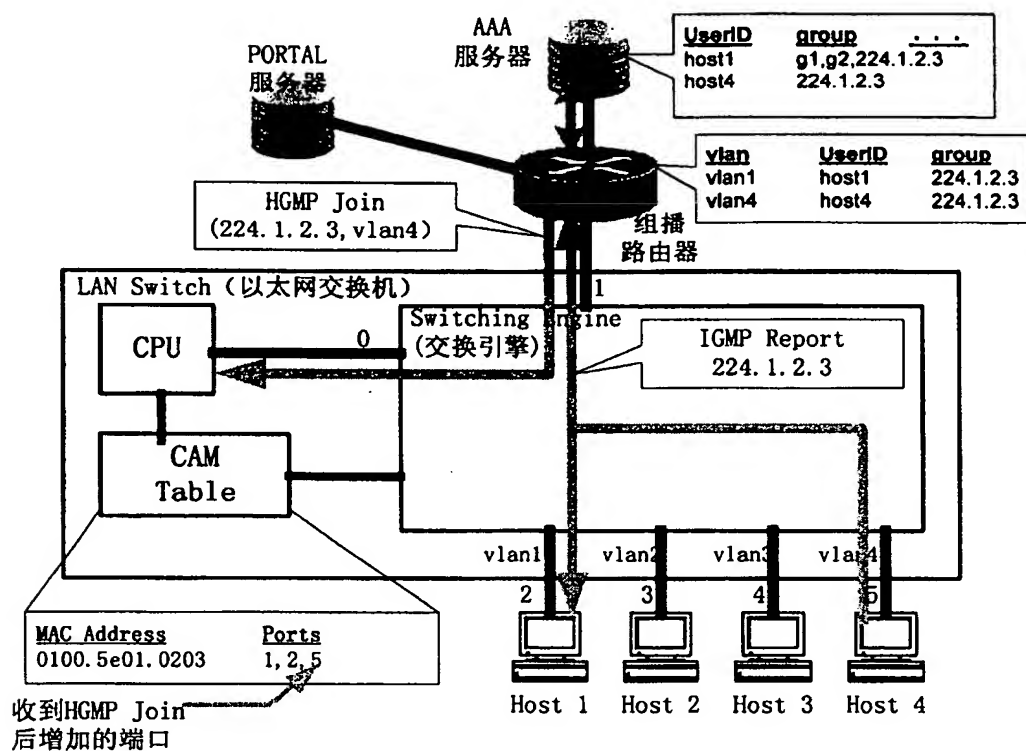 AAA
服务器
UserID group ...
host1 g1,g2,224.1.2.3
host4 224.1.2.3
PORTAL
服务器
vlan UserID group
vlan1 host1 224.1.2.3
vlan4 host4 224.1.2.3
HGMP Join
(224.1.2.3,vlan4)
组播
路由器
LAN Switch (以太网交换机)
1
CPU
0
Switching Engine
(交换引擎)
IGMP Report
224.1.2.3
CAM
Table
vlan1 vlan2 vlan3 vlan4
2 3 4 5
MAC Address Ports
0100.5e01.0203 1,2,5
Host 1 Host 2 Host 3 Host 4
收到HGMP Join
后增加的端口